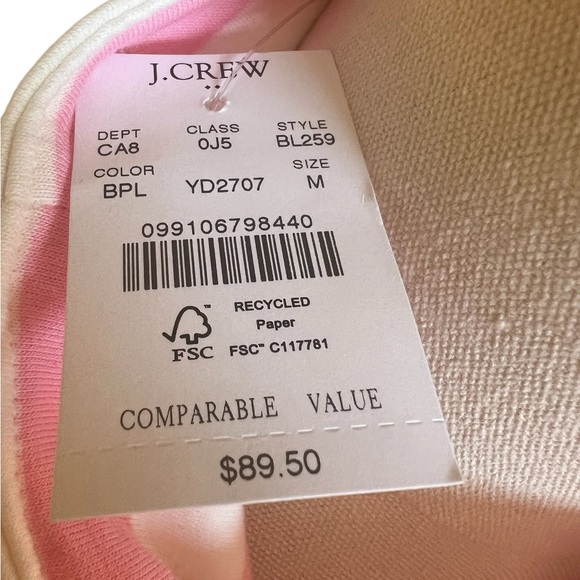 J.CREW
DEPT CLASS STYLE
CA8 0J5 BL259
COLOR SIZE
BPL YD2707 M
099106798440
RECYCLED
Paper
FSC™ FSC™ C117781
COMPARABLE VALUE
$89.50